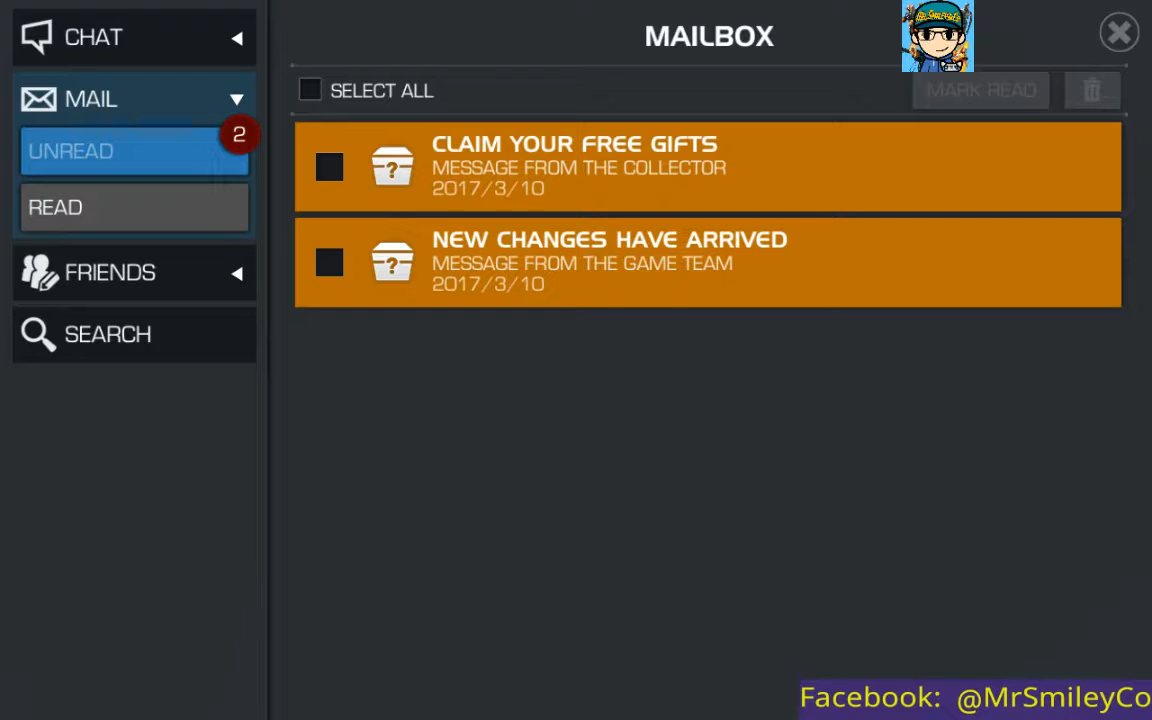 CHAT
MAIL
2
UNREAD
READ
FRIENDS
SEARCH
MAILBOX
SELECT ALL
MARK READ
CLAIM YOUR FREE GIFTS
MESSAGE FROM THE COLLECTOR
2017/3/10
NEW CHANGES HAVE ARRIVED
MESSAGE FROM THE GAME TEAM
2017/3/10
Facebook: @MrSmileyCo